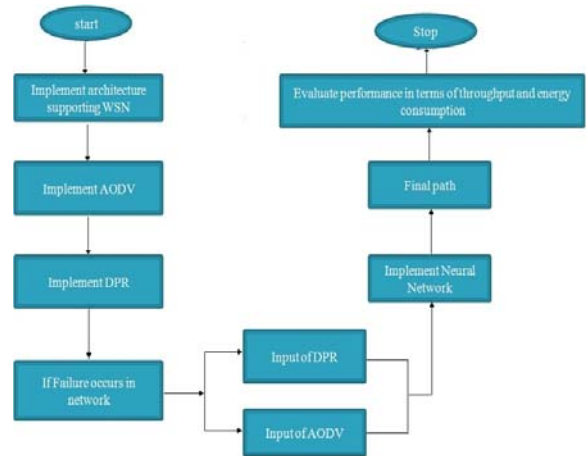 start
Implement architecture
supporting WSN
Implement AODV
Implement DPR
If Failure occurs in
network
Input of DPR
Input of AODV
Implement Neural
Network
Final path
Evaluate performance in terms of throughput and energy
consumption
Stop